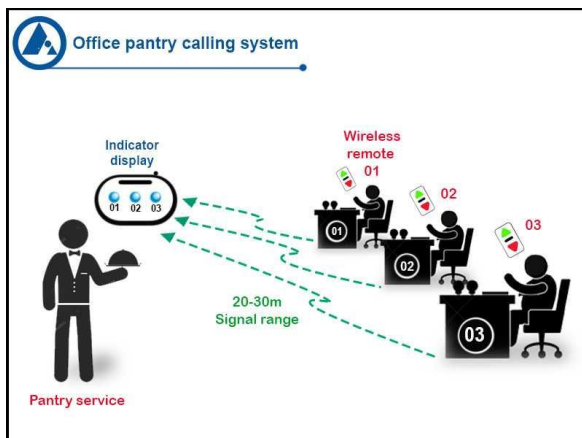 Office pantry calling system
Indicator
display
01 02 03
Wireless
remote
01
02
03
01
02
03
20-30m
Signal range
Pantry service